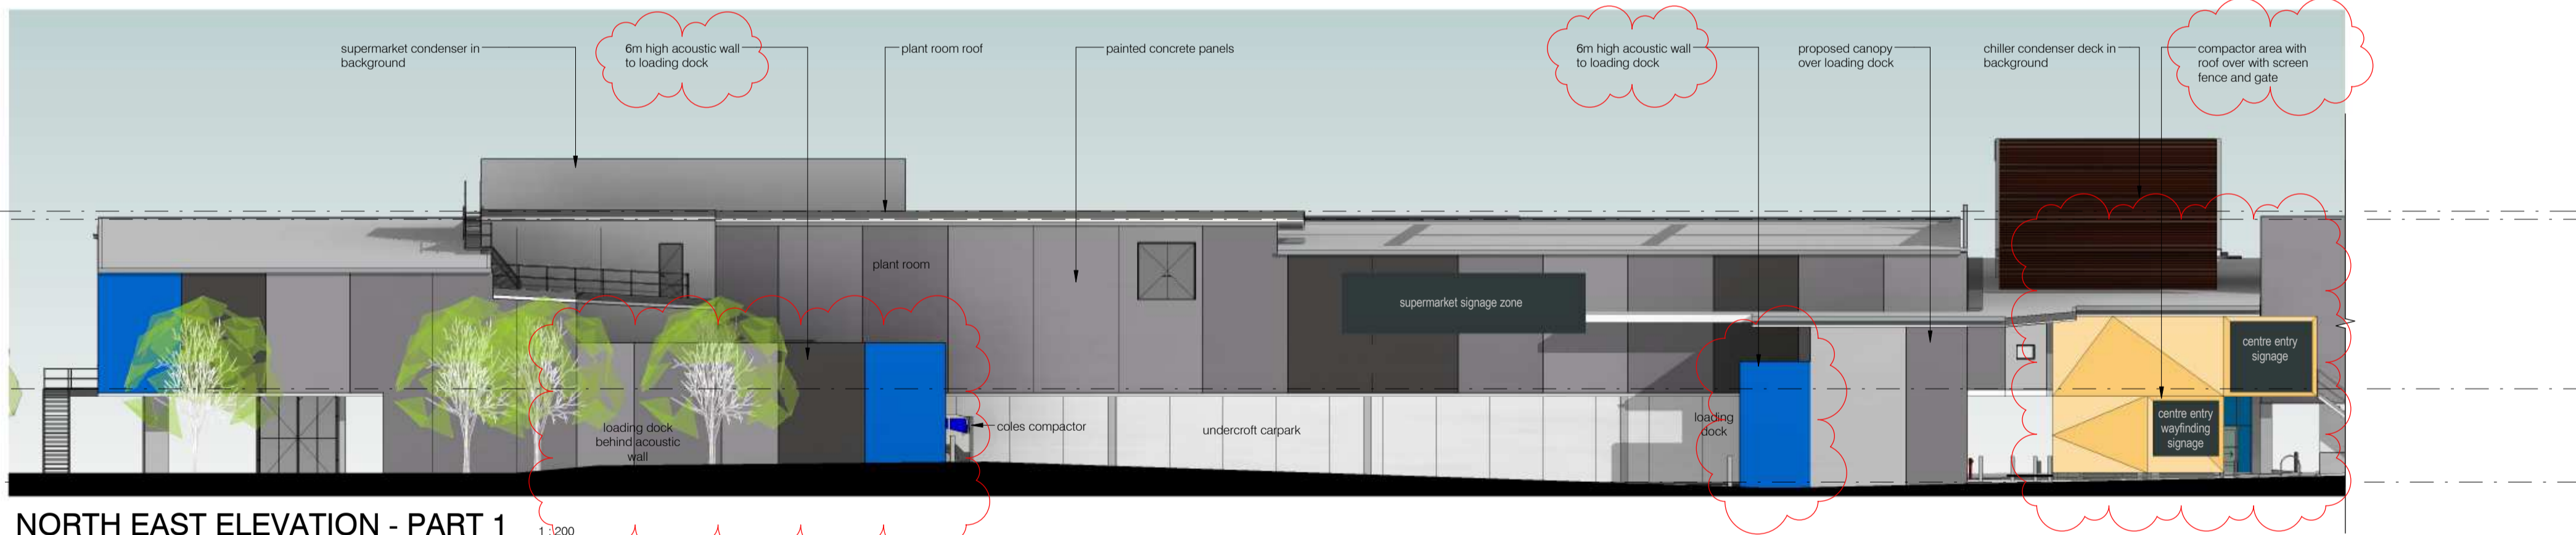 supermarket condenser in
background
6m high acoustic wall
to loading dock
plant room roof
painted concrete panels
6m high acoustic wall
to loading dock
proposed canopy
over loading dock
chiller condenser deck in
background
compactor area with
roof over with screen
fence and gate
plant room
supermarket signage zone
centre entry
signage
loading dock
behind acoustic
wall
coles compactor
undercroft carpark
loading
dock
centre entry
wayfinding
signage
NORTH EAST ELEVATION - PART 1
1 : 200